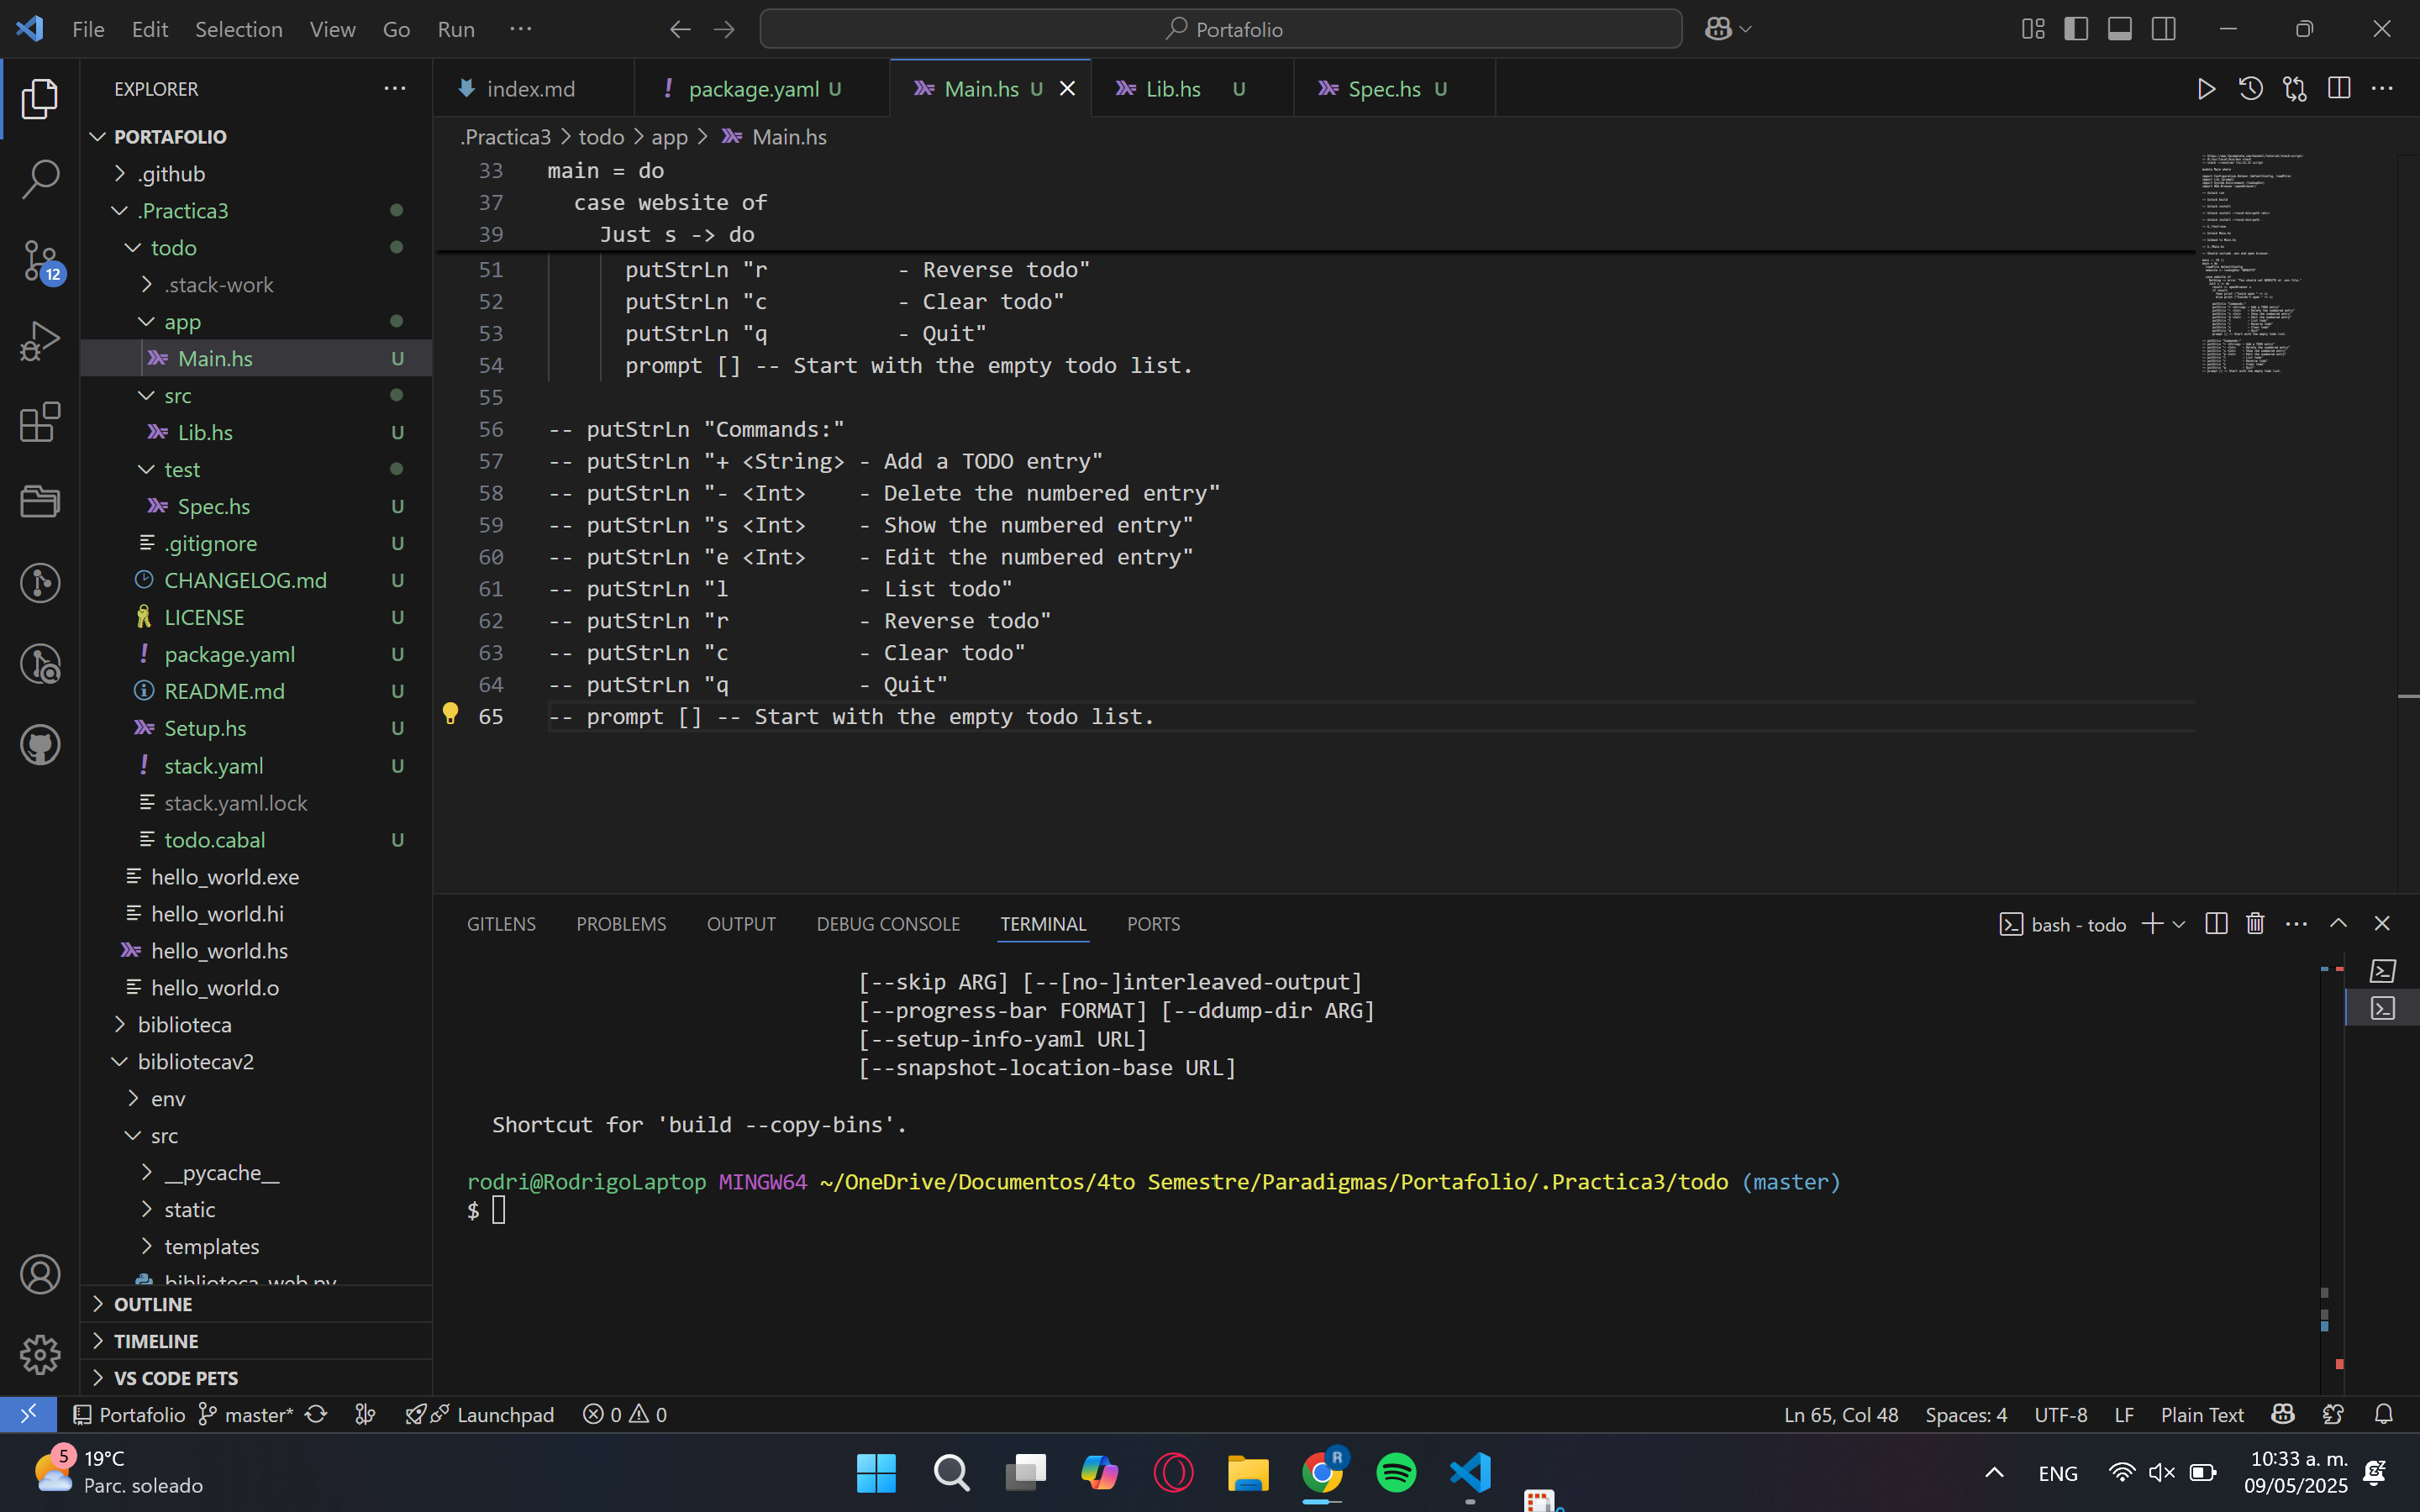 File Edit Selection View Go Run ··· Portafolio
EXPLORER
PORTAFOLIO
.github
.Practica3
todo
.stack-work
app
Main.hs U
src
Lib.hs U
test
Spec.hs U
.gitignore U
CHANGELOG.md U
LICENSE U
package.yaml U
README.md U
Setup.hs U
stack.yaml U
stack.yaml.lock
todo.cabal U
hello_world.exe
hello_world.hi
hello_world.hs
hello_world.o
biblioteca
bibliotecav2
env
src
__pycache__
static
templates
biblioteca_web.py
OUTLINE
TIMELINE
VS CODE PETS
12
index.md package.yaml U Main.hs U Lib.hs U Spec.hs U
.Practica3 > todo > app > Main.hs
33 main = do
37 case website of
39 Just s -> do
51 putStrLn "r          - Reverse todo"
52 putStrLn "c          - Clear todo"
53 putStrLn "q          - Quit"
54 prompt [] -- Start with the empty todo list.
55
56 -- putStrLn "Commands:"
57 -- putStrLn "+ <String> - Add a TODO entry"
58 -- putStrLn "- <Int>    - Delete the numbered entry"
59 -- putStrLn "s <Int>    - Show the numbered entry"
60 -- putStrLn "e <Int>    - Edit the numbered entry"
61 -- putStrLn "l          - List todo"
62 -- putStrLn "r          - Reverse todo"
63 -- putStrLn "c          - Clear todo"
64 -- putStrLn "q          - Quit"
65 -- prompt [] -- Start with the empty todo list.
GITLENS PROBLEMS OUTPUT DEBUG CONSOLE TERMINAL PORTS bash - todo
[--skip ARG] [--[no-]interleaved-output]
[--progress-bar FORMAT] [--ddump-dir ARG]
[--setup-info-yaml URL]
[--snapshot-location-base URL]
Shortcut for 'build --copy-bins'.
rodri@RodrigoLaptop MINGW64 ~/OneDrive/Documentos/4to Semestre/Paradigmas/Portafolio/.Practica3/todo (master)
$
Portafolio master* Launchpad 0 0 Ln 65, Col 48 Spaces: 4 UTF-8 LF Plain Text
5 19°C
Parc. soleado
R
ENG
10:33 a. m.
09/05/2025